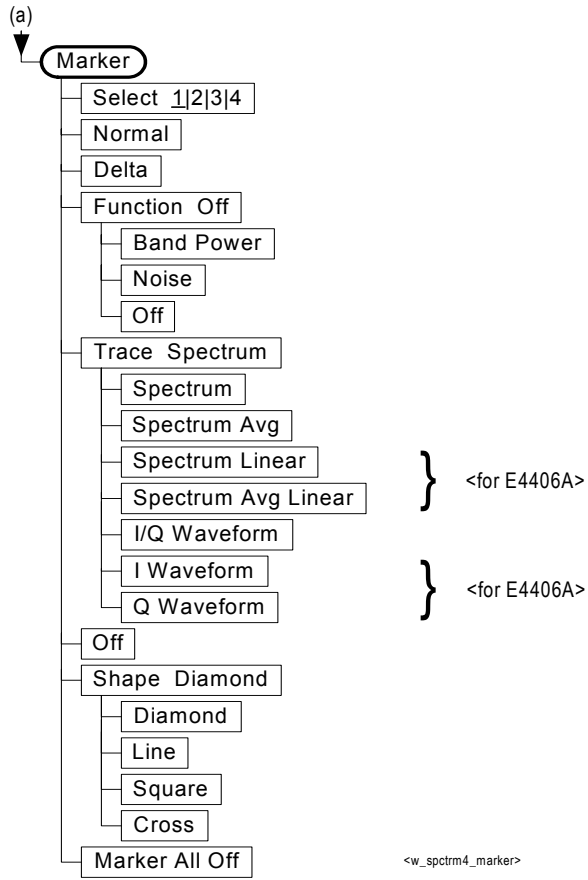 (a)
Marker
Select 1|2|3|4
Normal
Delta
Function Off
Band Power
Noise
Off
Trace Spectrum
Spectrum
Spectrum Avg
Spectrum Linear
Spectrum Avg Linear
} <for E4406A>
I/Q Waveform
I Waveform
Q Waveform
} <for E4406A>
Off
Shape Diamond
Diamond
Line
Square
Cross
Marker All Off
<w_spctrm4_marker>